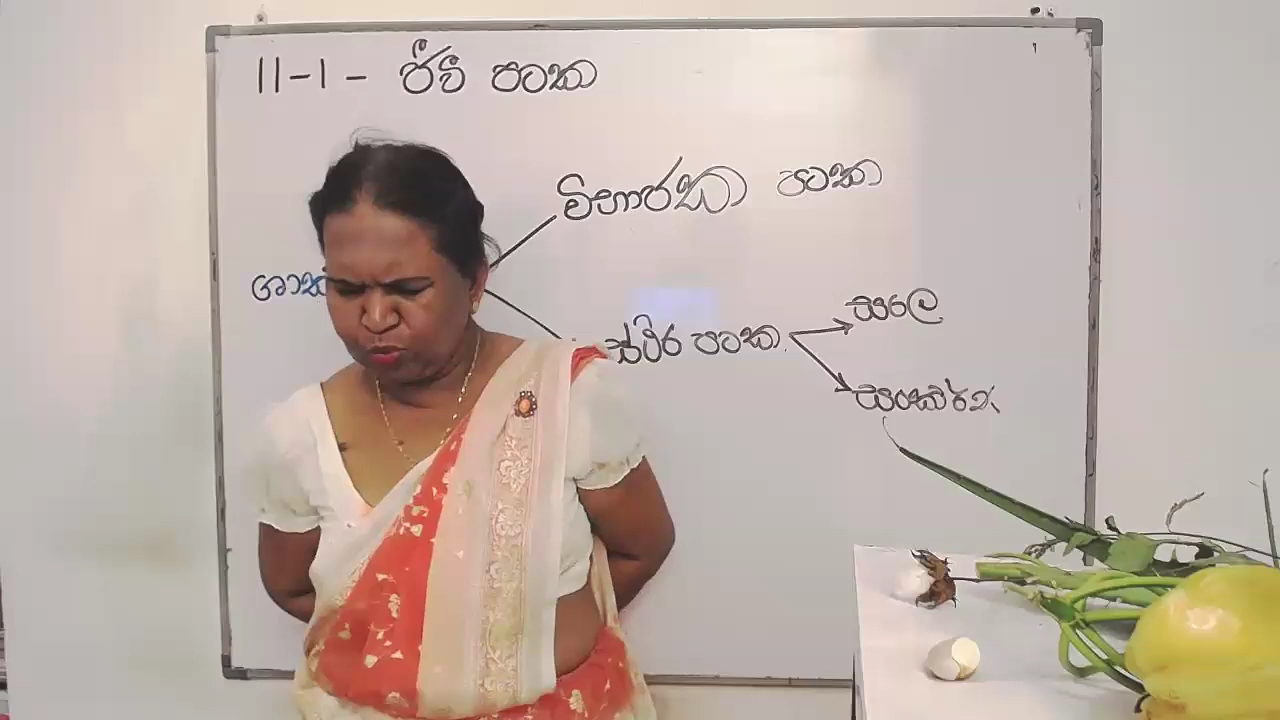 11-1- ජීවී පටක
විභාජක පටක
ශාක
ස්ථිර පටක
සරල
සංකීර්ණ